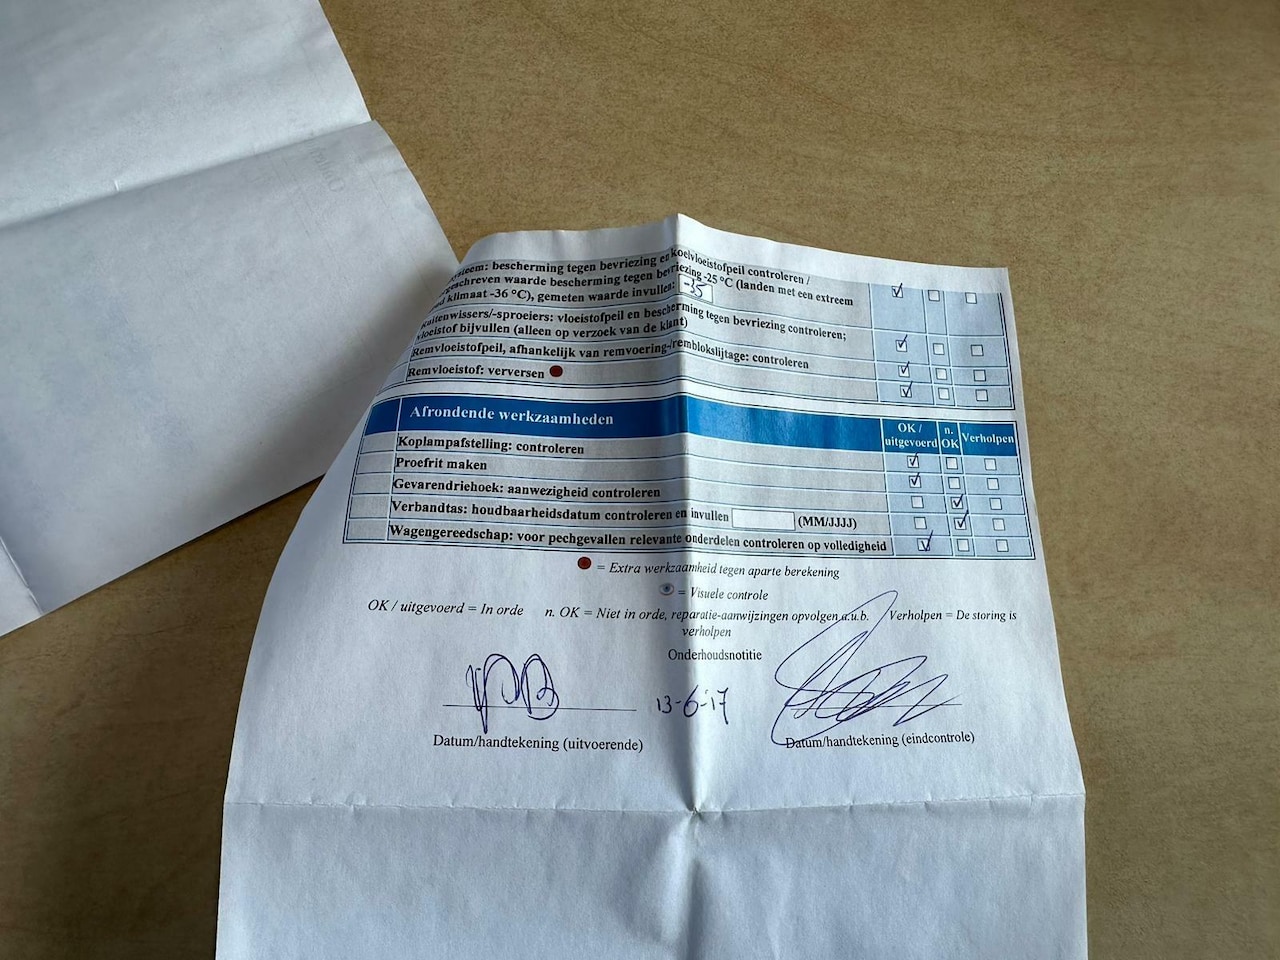 bescherming tegen bevriezing en koelvloeistofpeil controleren /
waarde bescherming tegen bevriezing -25 °C (landen met een extreem
klimaat -36 °C), gemeten waarde invullen: -35
Ruitenwissers/-sproeiers: vloeistofpeil en bescherming tegen bevriezing controleren;
vloeistof bijvullen (alleen op verzoek van de klant)
Remvloeistofpeil, afhankelijk van remvoering-/remblokslijtage: controleren
Remvloeistof: verversen
Afrondende werkzaamheden
OK / uitgevoerd
n. OK
Verholpen
Koplampafstelling: controleren
Proefrit maken
Gevarendriehoek: aanwezigheid controleren
Verbandtas: houdbaarheidsdatum controleren en invullen (MM/JJJJ)
Wagengereedschap: voor pechgevallen relevante onderdelen controleren op volledigheid
= Extra werkzaamheid tegen aparte berekening
= Visuele controle
OK / uitgevoerd = In orde n. OK = Niet in orde, reparatie-aanwijzingen opvolgen a.u.b. Verholpen = De storing is
verholpen
Onderhoudsnotitie
13-6-'17
Datum/handtekening (uitvoerende) Datum/handtekening (eindcontrole)